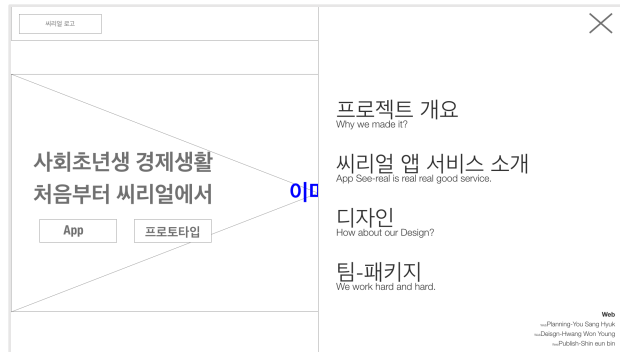 씨리얼 로고
사회초년생 경제생활
처음부터 씨리얼에서
App
프로토타입
프로젝트 개요
Why we made it?
씨리얼 앱 서비스 소개
App See-real is real real good service.
디자인
How about our Design?
팀-패키지
We work hard and hard.
Web
Planning-You Sang Hyuk
Daisgn-Hwang Won Young
Publish-Shin eun bin